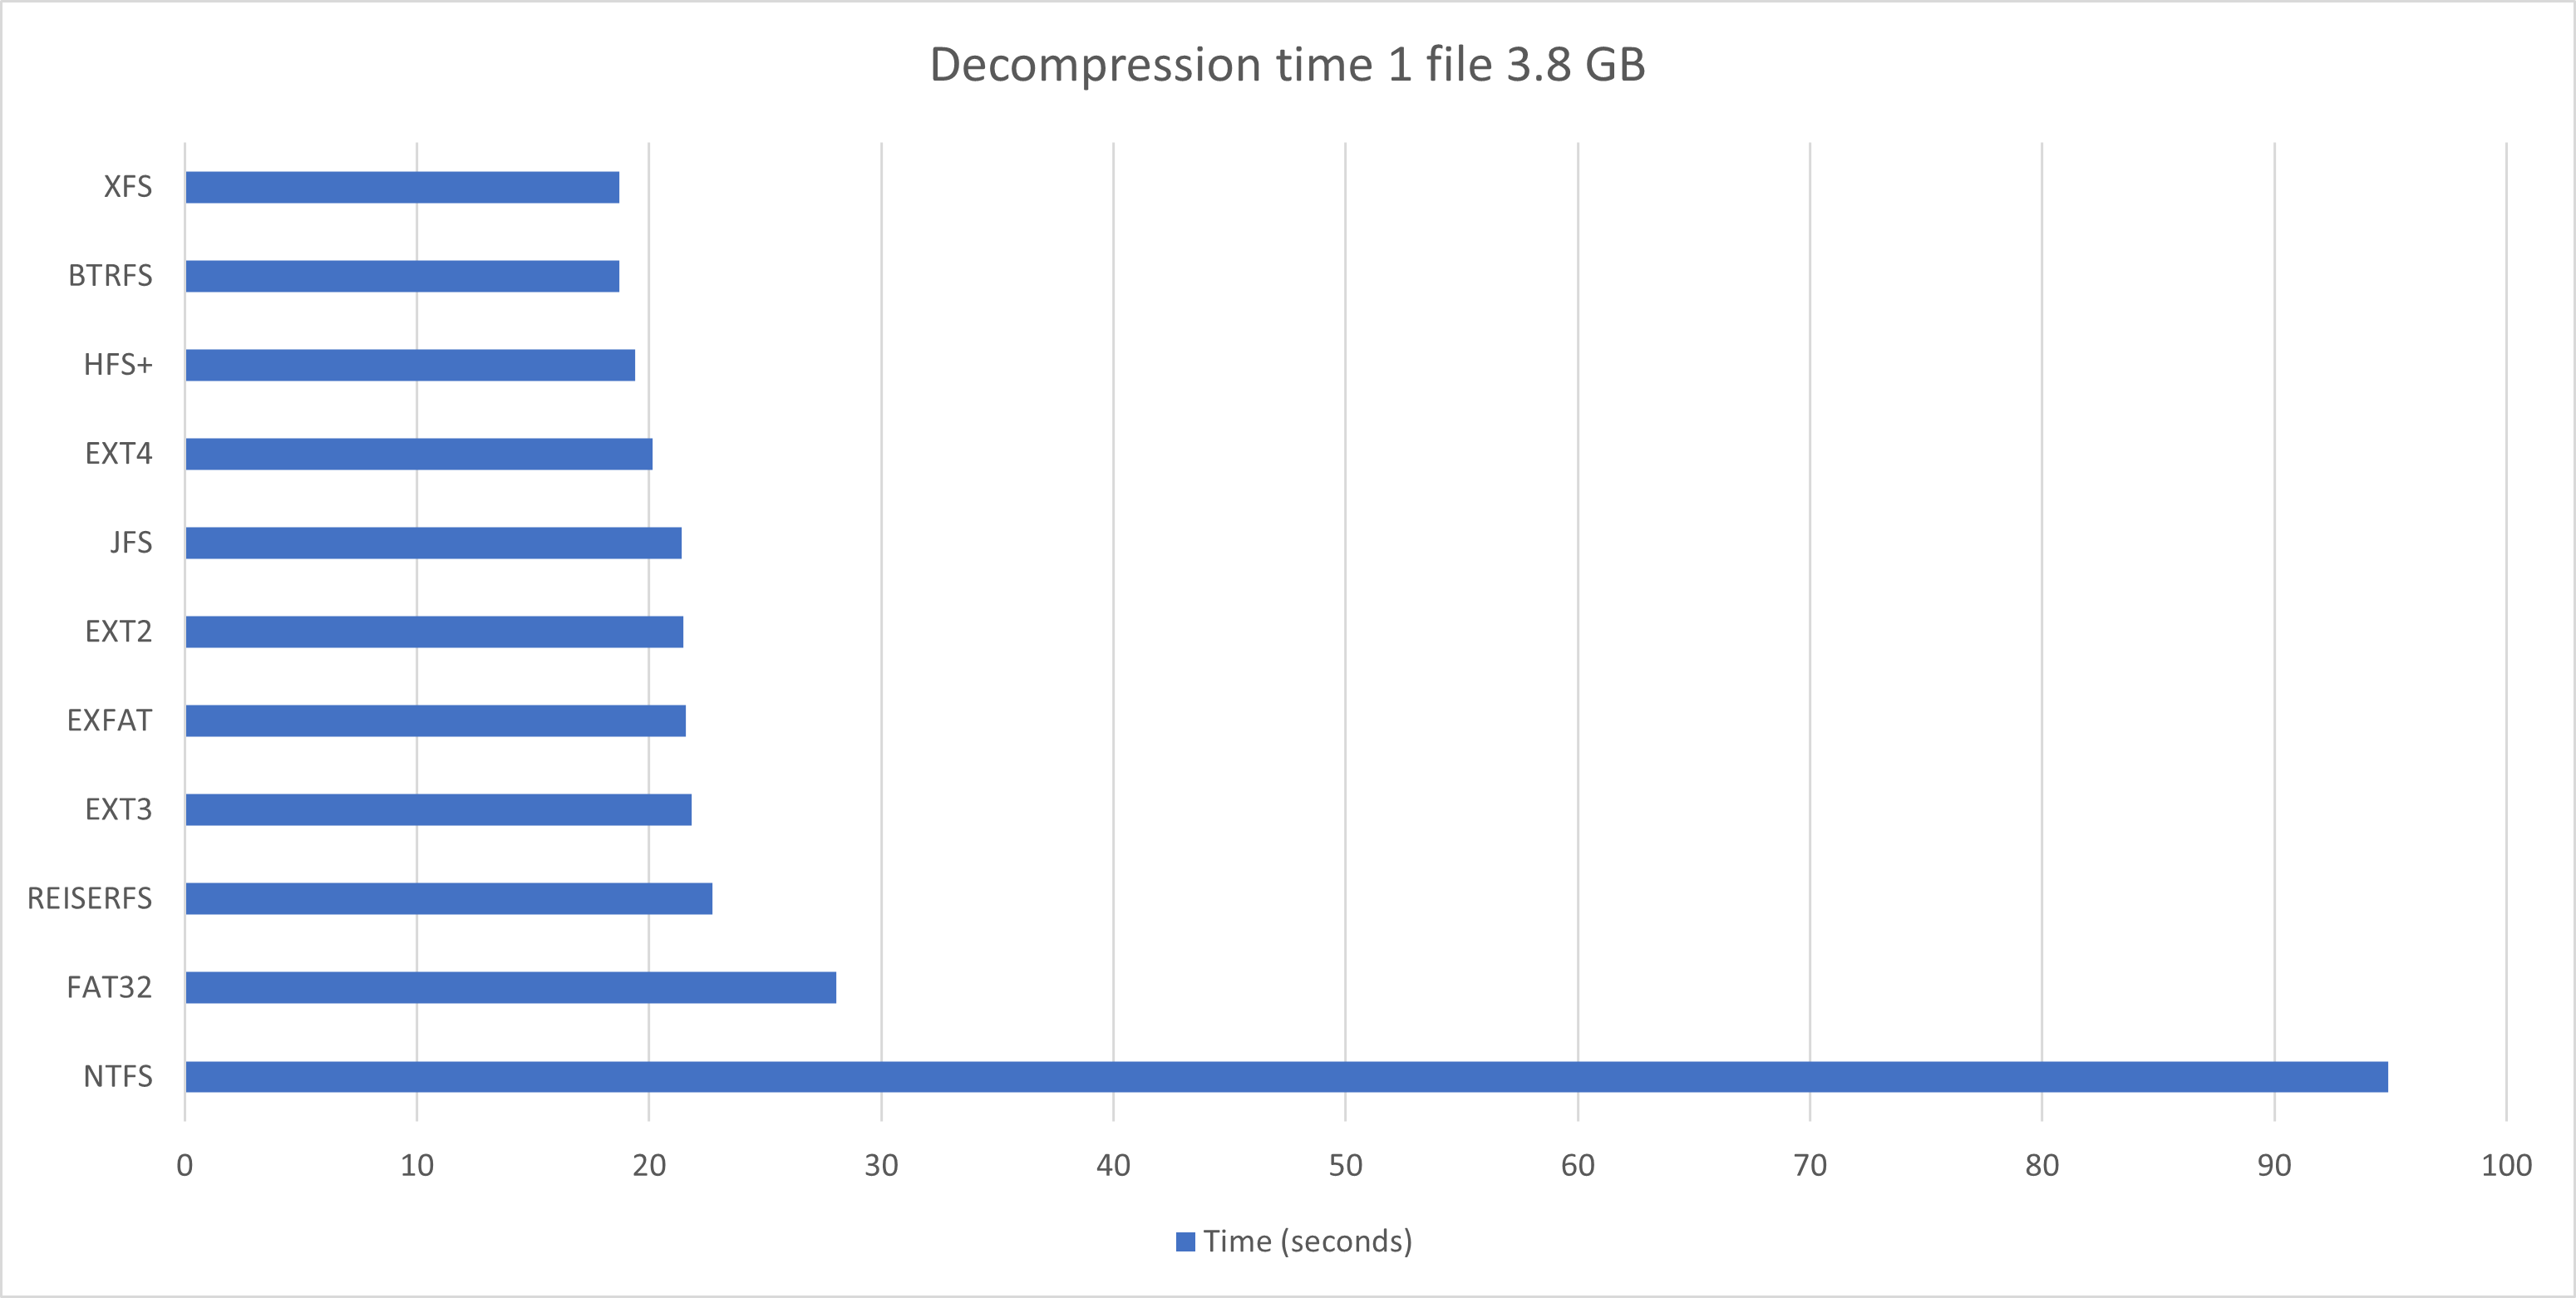 Decompression time 1 file 3.8 GB
XFS
BTRFS
HFS+
EXT4
JFS
EXT2
EXFAT
EXT3
REISERFS
FAT32
NTFS
0 10 20 30 40 50 60 70 80 90 100
Time (seconds)